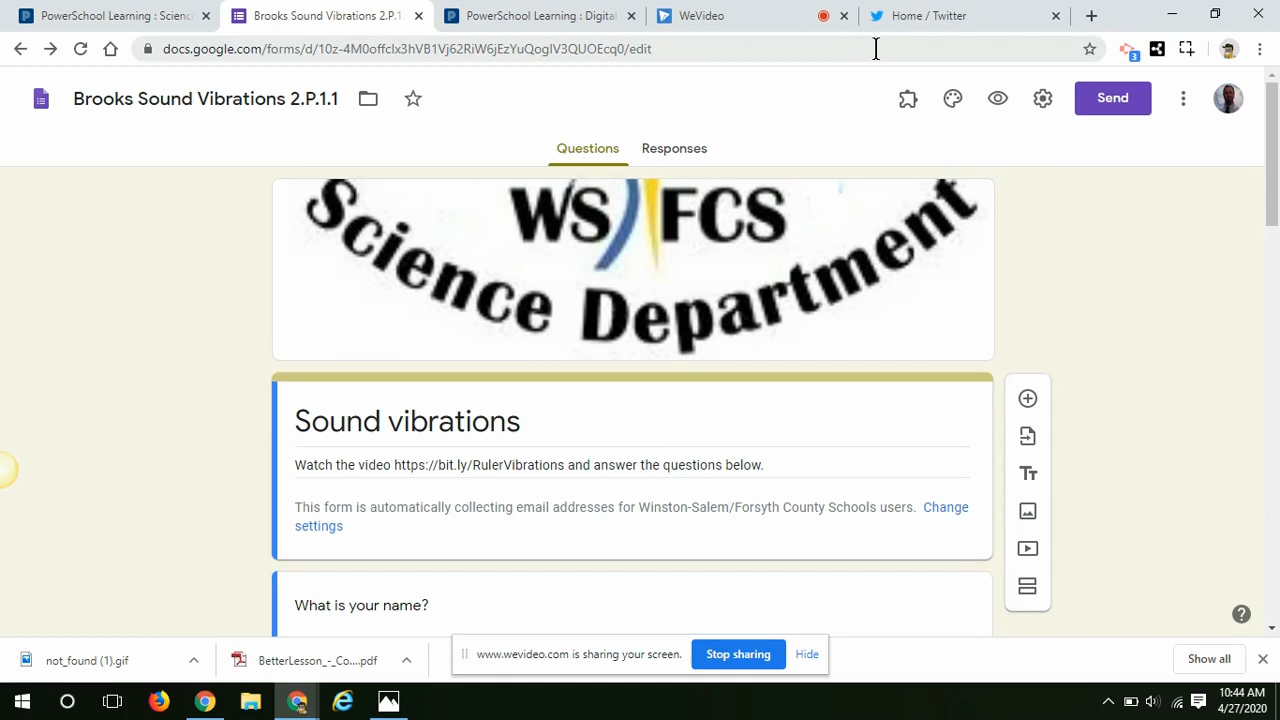 PowerSchool Learning : Scienc
Brooks Sound Vibrations 2.P.1.
PowerSchool Learning : Digital
WeVideo
Home / Twitter
docs.google.com/forms/d/10z-4M0offcIx3hVB1Vj62RiW6jEzYuQogIV3QUOEcq0/edit
3
Brooks Sound Vibrations 2.P.1.1
Send
Questions
Responses
WS FCS
Science Department
Sound vibrations
Watch the video https://bit.ly/RulerVibrations and answer the questions below.
This form is automatically collecting email addresses for Winston-Salem/Forsyth County Schools users. Change
settings
What is your name?
not_found (1).gif
BetterLesson_-_Co....pdf
www.wevideo.com is sharing your screen.
Stop sharing
Hide
Show all
10:44 AM
4/27/2020